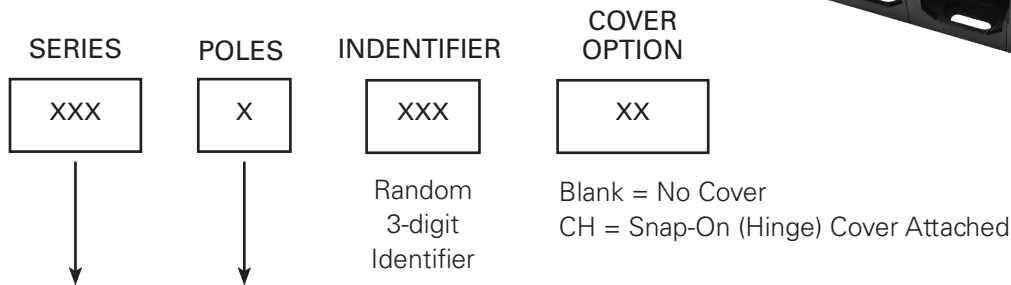 SERIES
POLES
INDENTIFIER
COVER
OPTION
XXX
X
XXX
XX
Random
3-digit
Identifier
Blank = No Cover
CH = Snap-On (Hinge) Cover Attached